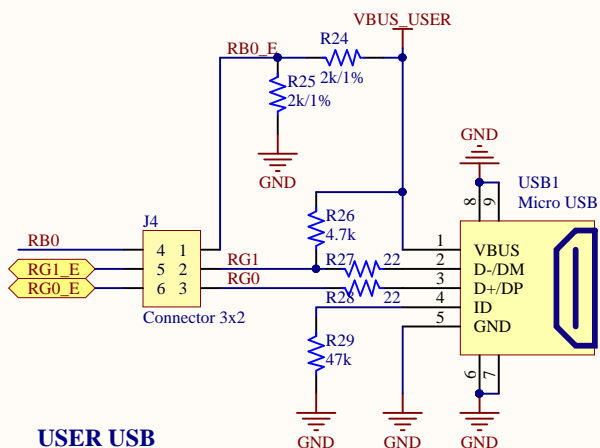 VBUS_USER
R24
RB0_E
R25
2k/1%
2k/1%
GND
GND
USB1
Micro USB
8
9
J4
R26
4.7k
RB0
4
1
1
VBUS
RG1_E
5
2
RG1
R27
22
2
D-/DM
RG0_E
6
3
RG0
R28
22
3
D+/DP
4
ID
5
GND
Connector 3x2
R29
47k
6
7
USER USB
GND
GND
GND